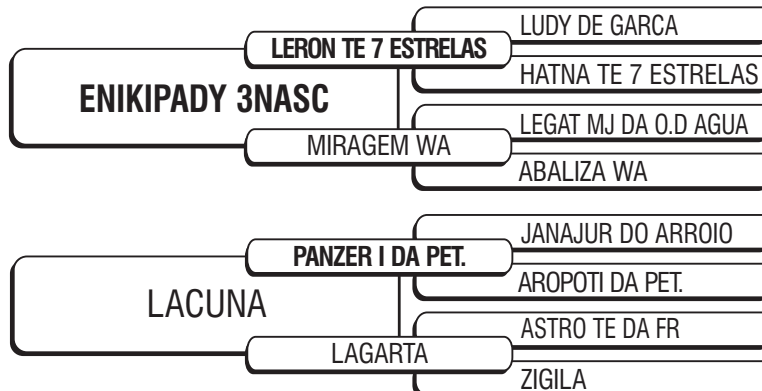 LUDY DE GARCA
LERON TE 7 ESTRELAS
HATNA TE 7 ESTRELAS
ENIKIPADY 3NASC
LEGAT MJ DA O.D AGUA
MIRAGEM WA
ABALIZA WA
JANAJUR DO ARROIO
PANZER I DA PET.
AROPOTI DA PET.
LACUNA
ASTRO TE DA FR
LAGARTA
ZIGILA